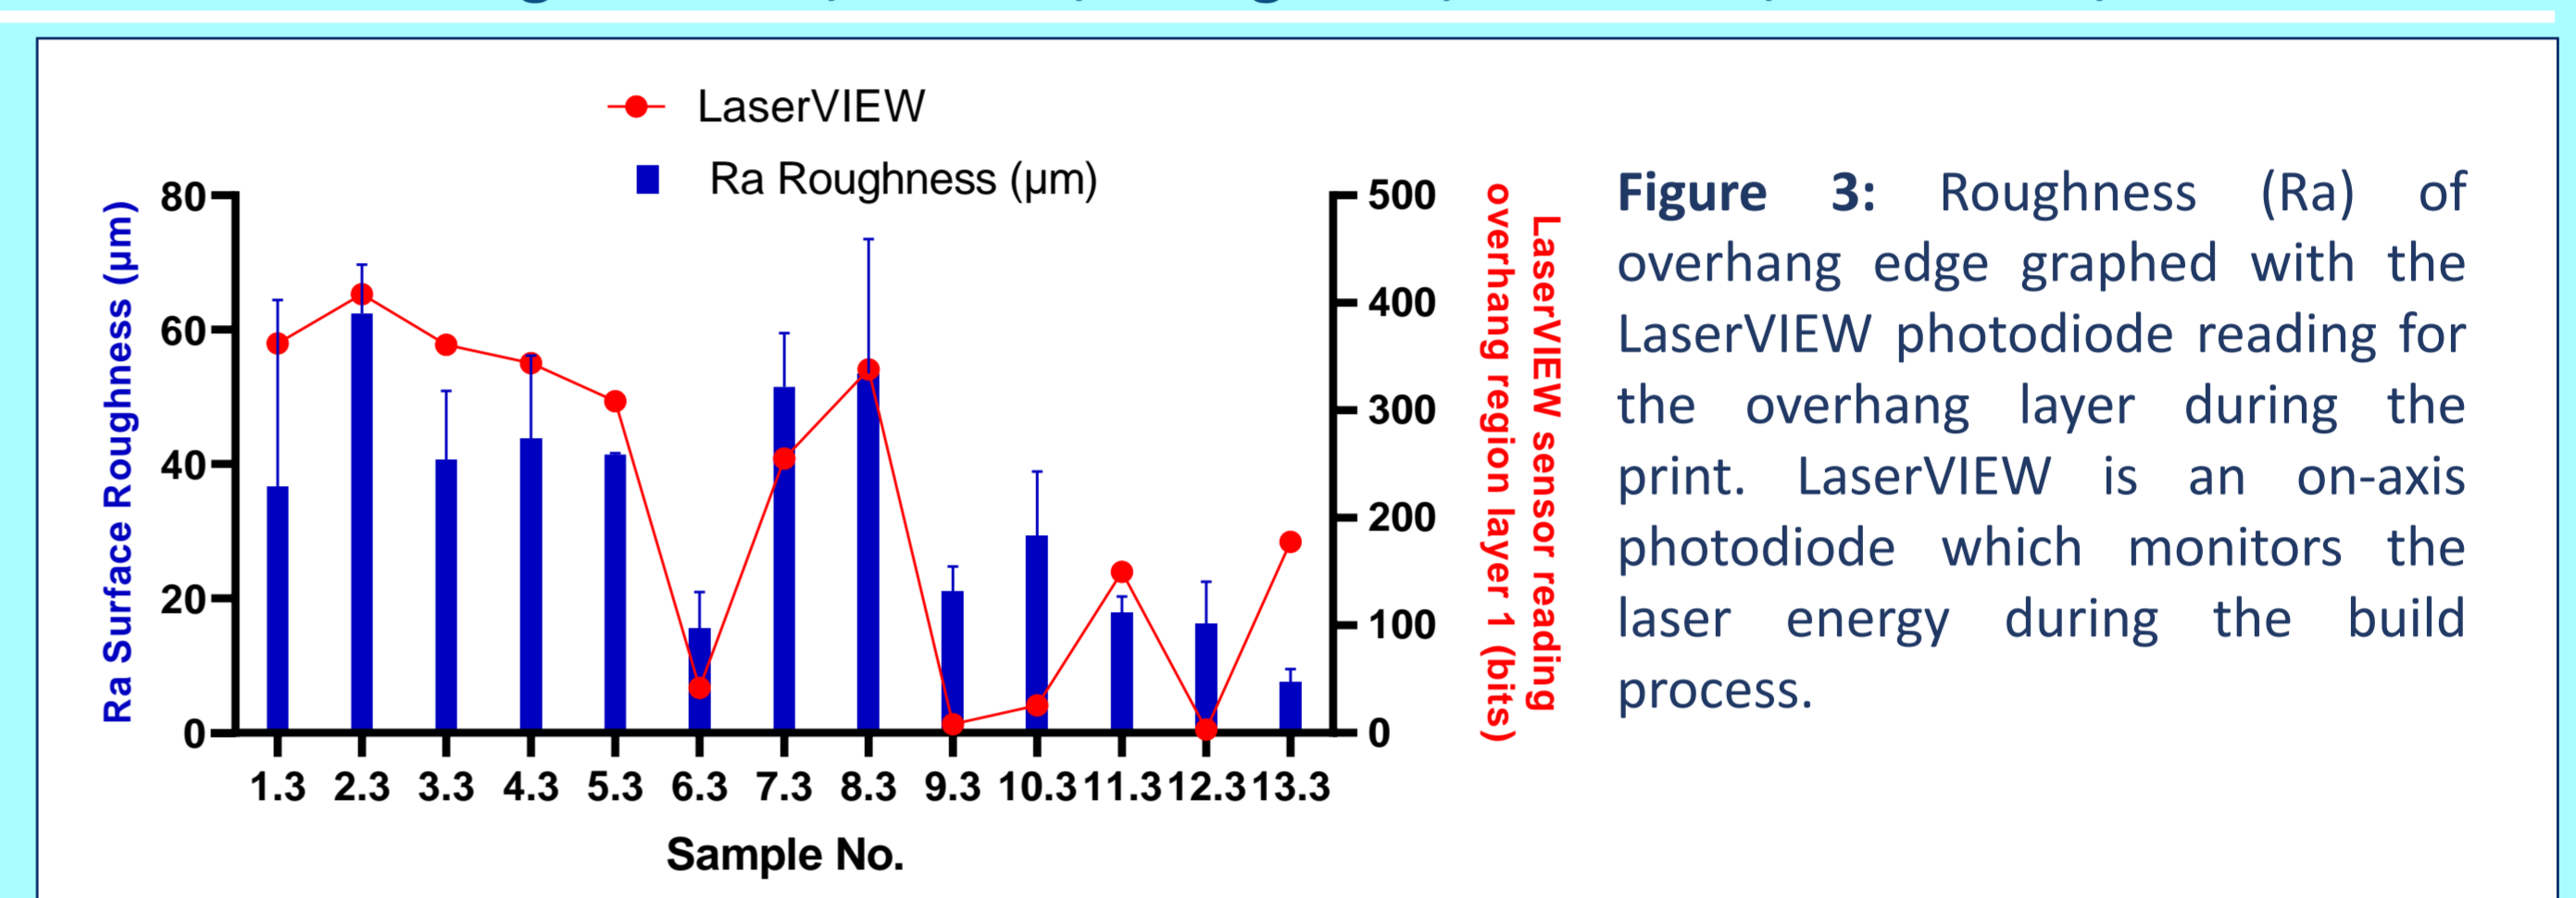 LaserVIEW
Ra Roughness (µm)
80
60
40
20
0
Ra Surface Roughness (µm)
500
400
300
200
100
0
LaserVIEW sensor reading
overhang region layer 1 (bits)
1.3 2.3 3.3 4.3 5.3 6.3 7.3 8.3 9.3 10.3 11.3 12.3 13.3
Sample No.
Figure 3: Roughness (Ra) of
overhang edge graphed with the
LaserVIEW photodiode reading for
the overhang layer during the
print. LaserVIEW is an on-axis
photodiode which monitors the
laser energy during the build
process.